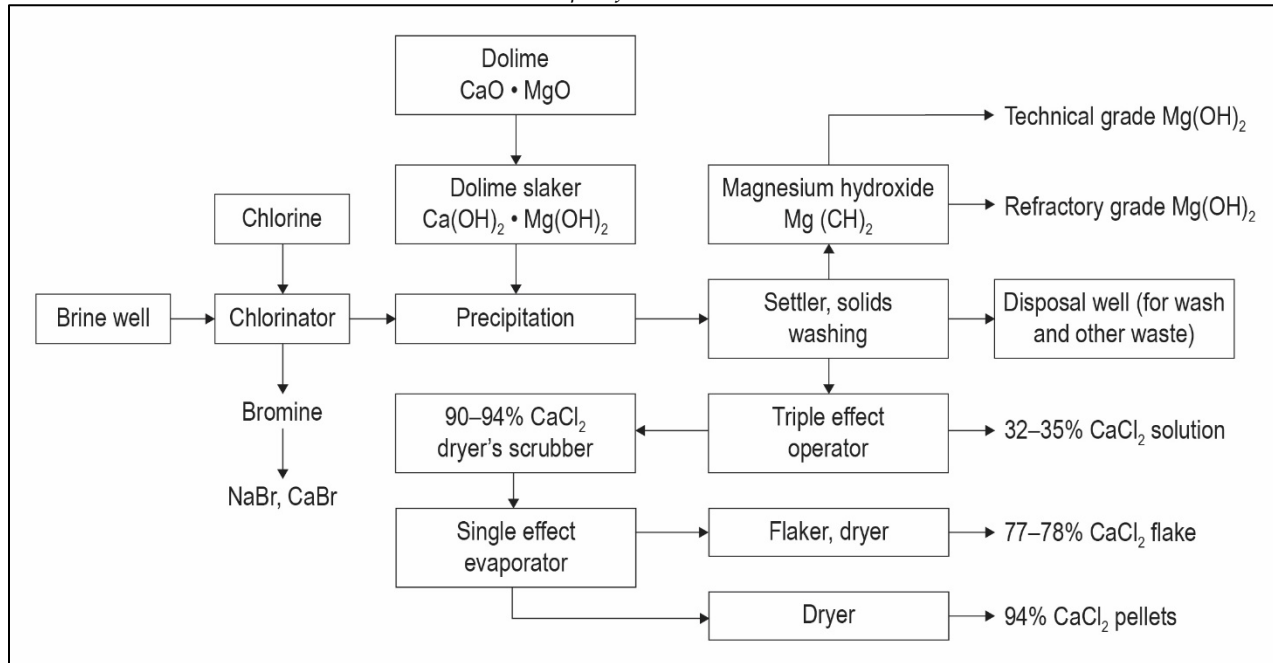 Dolime
CaO • MgO
Technical grade Mg(OH)₂
Dolime slaker
Ca(OH)₂ • Mg(OH)₂
Magnesium hydroxide
Mg (CH)₂
Refractory grade Mg(OH)₂
Chlorine
Brine well
Chlorinator
Precipitation
Settler, solids
washing
Disposal well (for wash
and other waste)
Bromine
90–94% CaCl₂
dryer’s scrubber
Triple effect
operator
32–35% CaCl₂ solution
NaBr, CaBr
Single effect
evaporator
Flaker, dryer
77–78% CaCl₂ flake
Dryer
94% CaCl₂ pellets